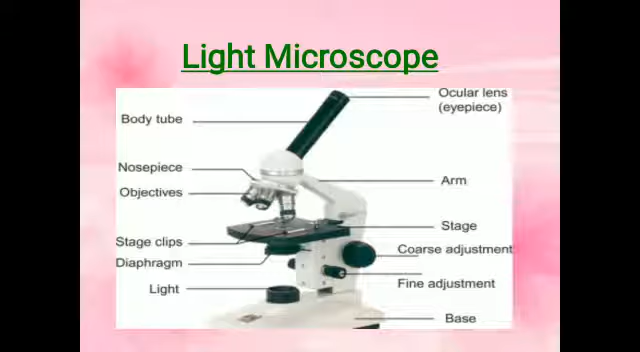 Light Microscope
Ocular lens
(eyepiece)
Body tube
Nosepiece
Objectives
Arm
Stage
Stage clips
Coarse adjustment
Diaphragm
Fine adjustment
Light
Base